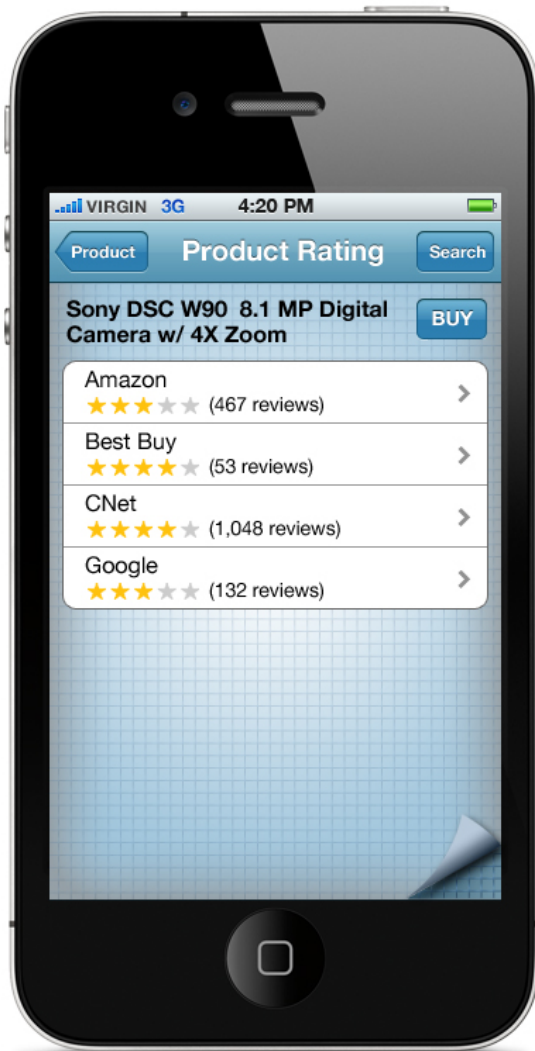 VIRGIN 3G 4:20 PM
Product Product Rating Search
Sony DSC W90 8.1 MP Digital
Camera w/ 4X Zoom
BUY
Amazon
(467 reviews)
Best Buy
(53 reviews)
CNet
(1,048 reviews)
Google
(132 reviews)